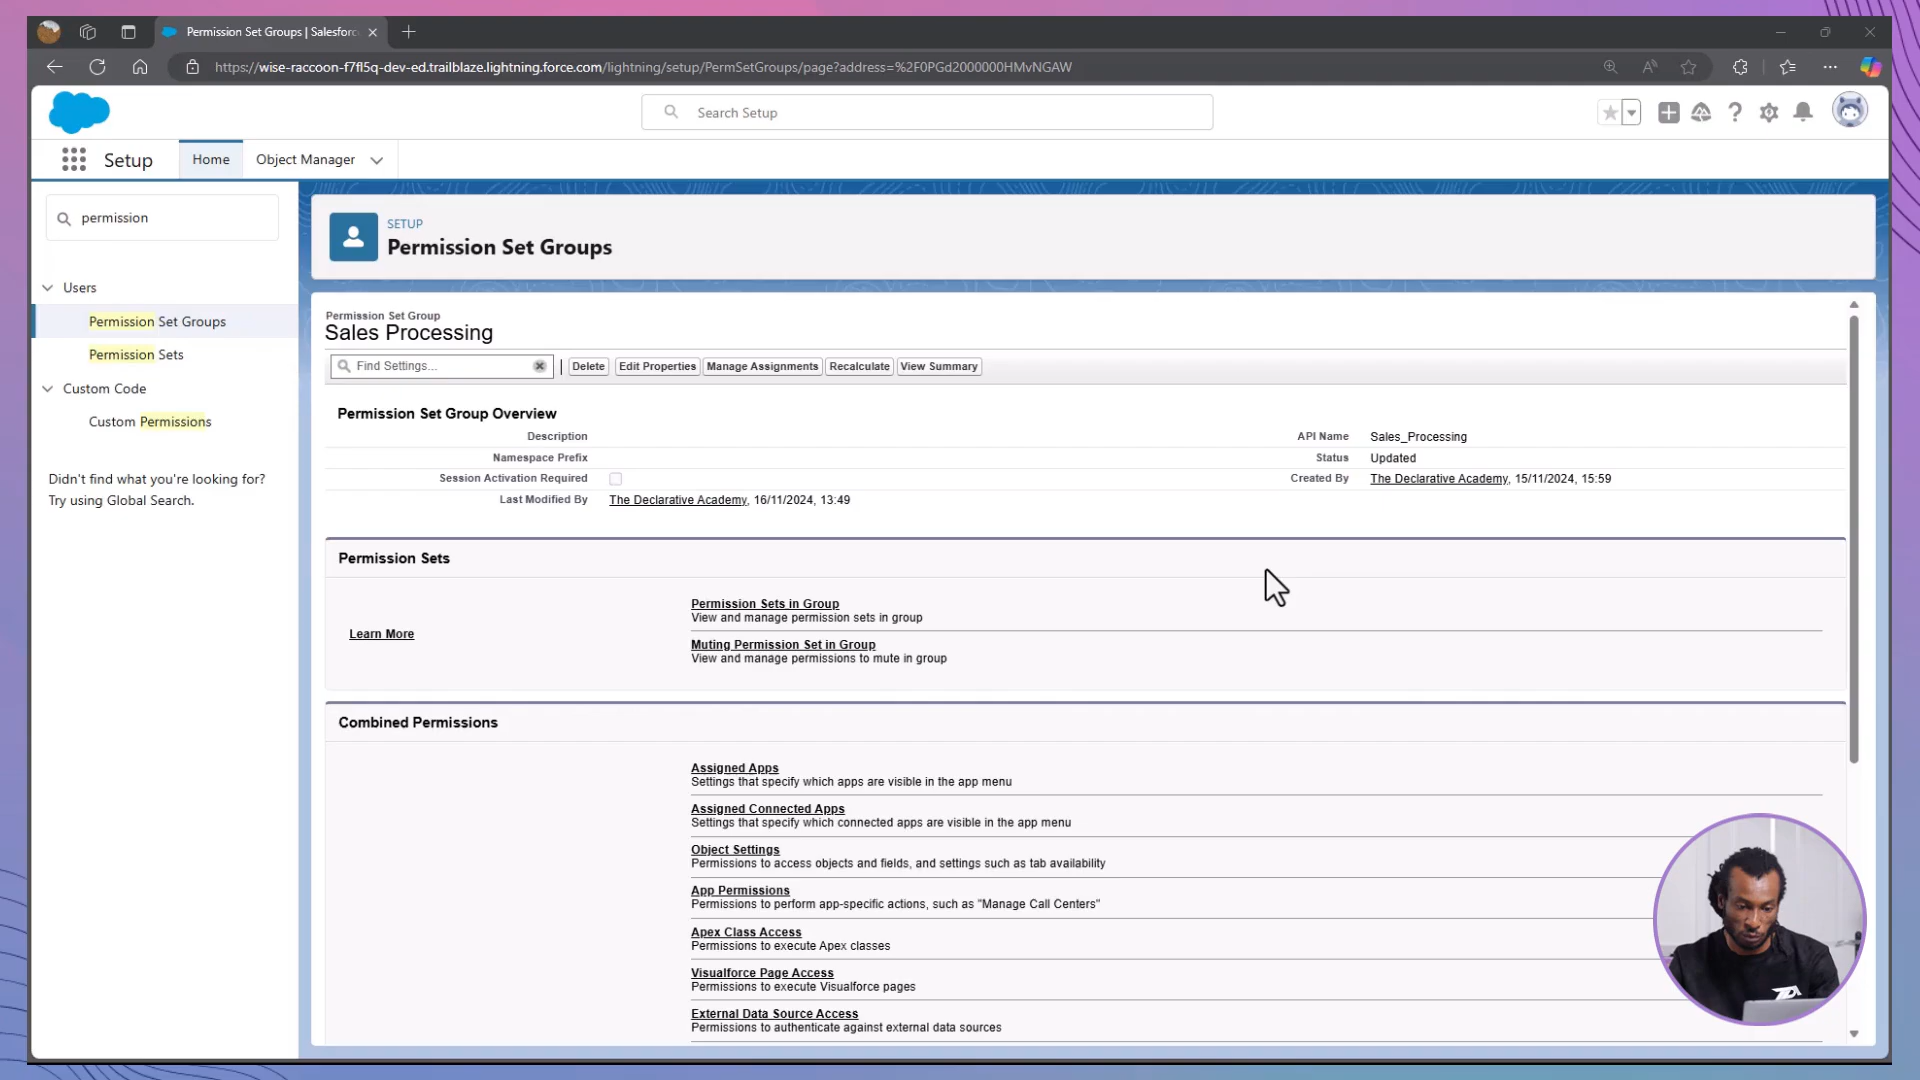 Permission Set Groups | Salesforc
https://wise-raccoon-f7fl5q-dev-ed.trailblaze.lightning.force.com/lightning/setup/PermSetGroups/page?address=%2F0PGd2000000HMvNGAW
Search Setup
Setup
Home
Object Manager
permission
Users
Permission Set Groups
Permission Sets
Custom Code
Custom Permissions
Didn't find what you're looking for?
Try using Global Search.
SETUP
Permission Set Groups
Permission Set Group
Sales Processing
Find Settings...
Delete
Edit Properties
Manage Assignments
Recalculate
View Summary
Permission Set Group Overview
Description
API Name Sales_Processing
Namespace Prefix
Status Updated
Session Activation Required
Created By The Declarative Academy, 15/11/2024, 15:59
Last Modified By The Declarative Academy, 16/11/2024, 13:49
Permission Sets
Learn More
Permission Sets in Group
View and manage permission sets in group
Muting Permission Set in Group
View and manage permissions to mute in group
Combined Permissions
Assigned Apps
Settings that specify which apps are visible in the app menu
Assigned Connected Apps
Settings that specify which connected apps are visible in the app menu
Object Settings
Permissions to access objects and fields, and settings such as tab availability
App Permissions
Permissions to perform app-specific actions, such as "Manage Call Centers"
Apex Class Access
Permissions to execute Apex classes
Visualforce Page Access
Permissions to execute Visualforce pages
External Data Source Access
Permissions to authenticate against external data sources